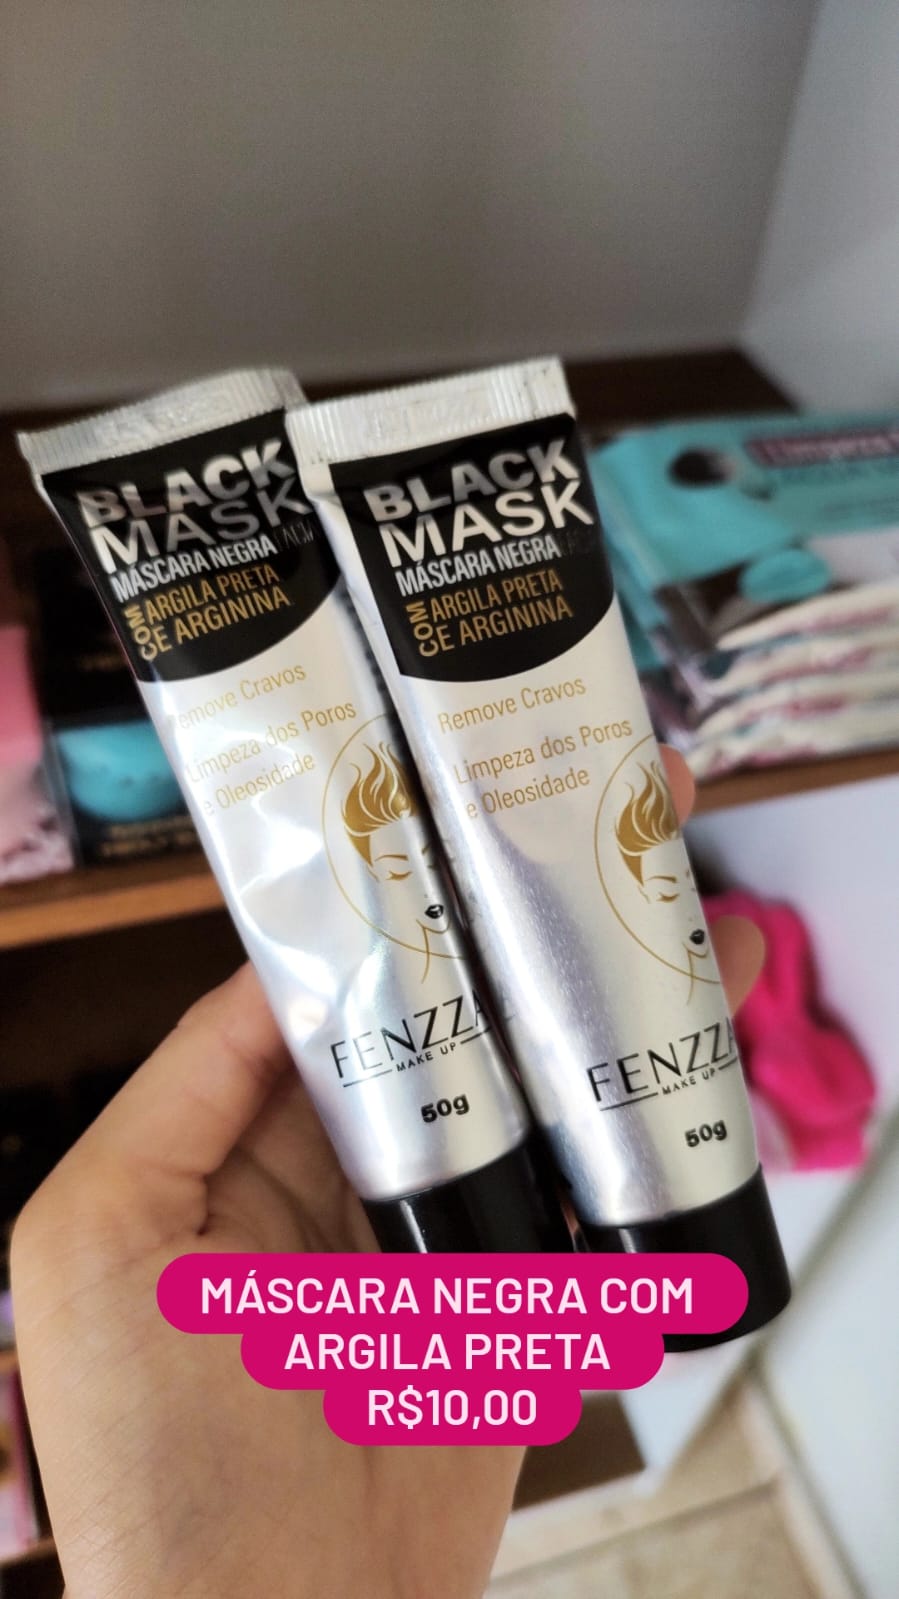 BLACK
MASK
MÁSCARA NEGRA
COM ARGILA PRETA
E ARGININA
Remove Cravos
Limpeza dos Poros
e Oleosidade
FENZZA
MAKE UP
50g
BLACK
MASK
MÁSCARA NEGRA
COM ARGILA PRETA
E ARGININA
Remove Cravos
Limpeza dos Poros
e Oleosidade
FENZZA
MAKE UP
50g
Limpeza
MÁSCARA NEGRA COM
ARGILA PRETA
R$10,00